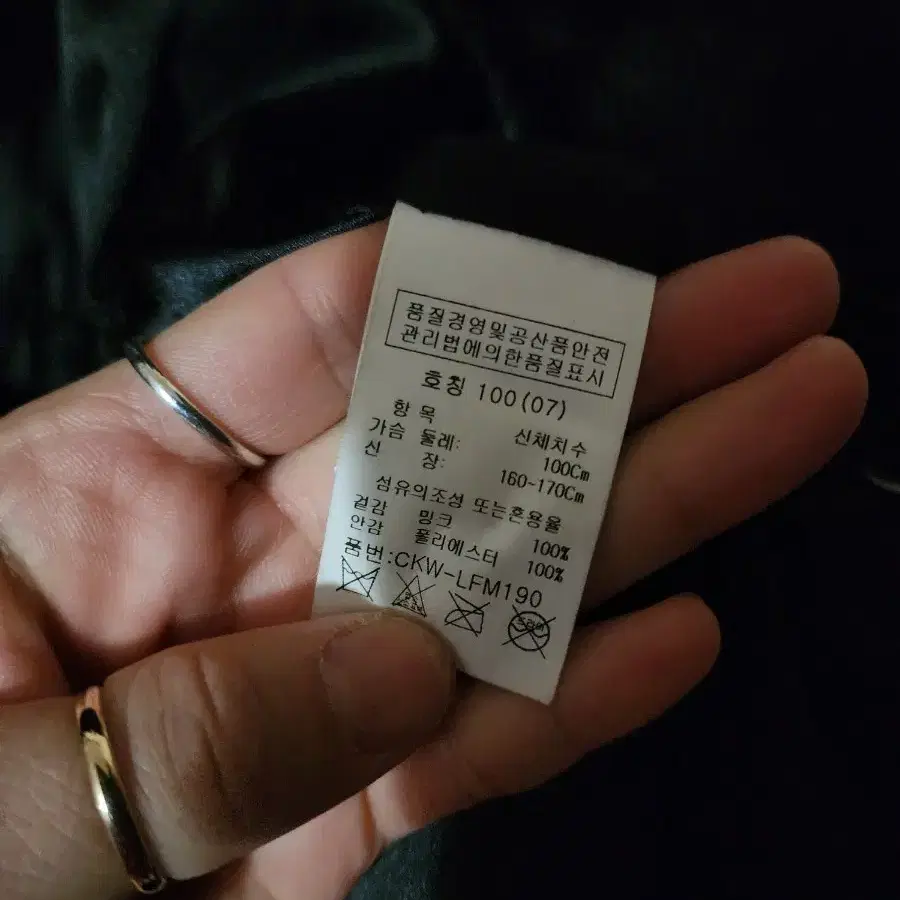 품질경영및공산품안전
관리법에의한품질표시
호칭 100(07)
항 목 신체치수
가슴 둘레: 100Cm
신 장: 160~170Cm
섬유의조성 또는혼용율
겉감 밍크 100%
안감 폴리에스터 100%
품번:CKW-LFM190
드라이